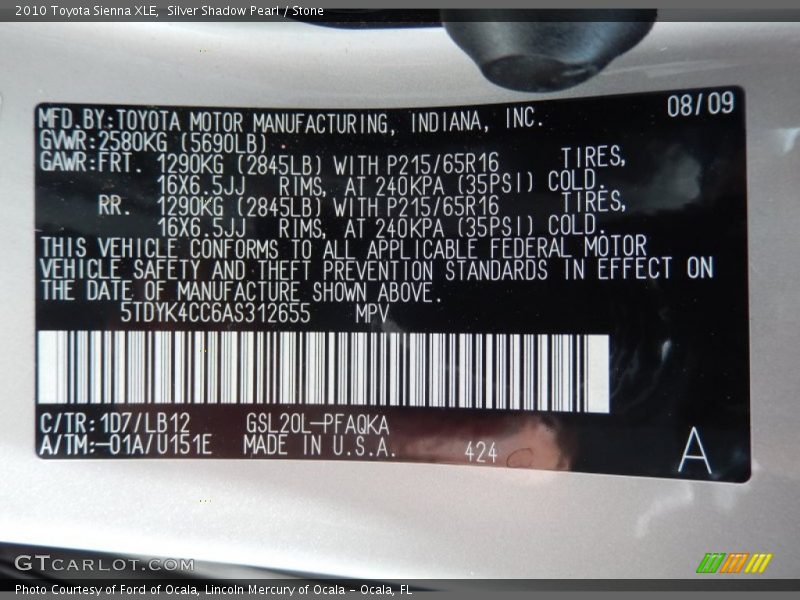 2010 Toyota Sienna XLE,  Silver Shadow Pearl / Stone
MFD.BY:TOYOTA MOTOR MANUFACTURING, INDIANA, INC. 08/09
GVWR:2580KG (5690LB)
GAWR:FRT. 1290KG (2845LB) WITH P215/65R16 TIRES,
16X6.5JJ RIMS, AT 240KPA (35PSI) COLD.
RR. 1290KG (2845LB) WITH P215/65R16 TIRES,
16X6.5JJ RIMS, AT 240KPA (35PSI) COLD.
THIS VEHICLE CONFORMS TO ALL APPLICABLE FEDERAL MOTOR
VEHICLE SAFETY AND THEFT PREVENTION STANDARDS IN EFFECT ON
THE DATE OF MANUFACTURE SHOWN ABOVE.
5TDYK4CC6AS312655 MPV
C/TR:1D7/LB12 GSL20L-PFAQKA
A/TM:-01A/U151E MADE IN U.S.A. 424 A
GTCARLOT.COM
Photo Courtesy of Ford of Ocala, Lincoln Mercury of Ocala - Ocala, FL